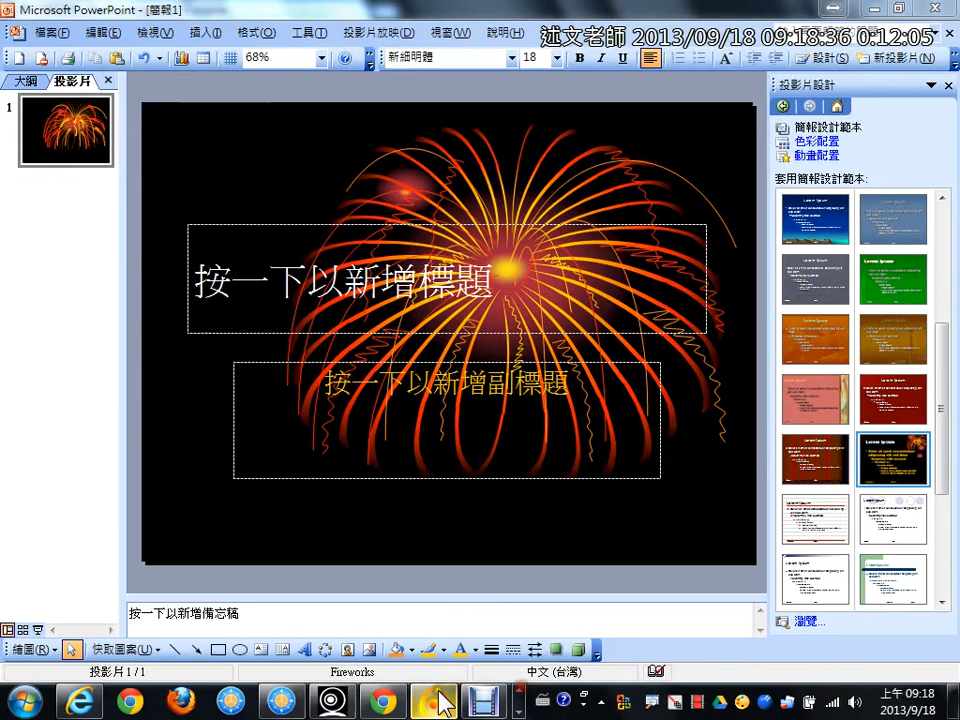 Microsoft PowerPoint - [簡報1]
檔案(F) 編輯(E) 檢視(V) 插入(I) 格式(O) 工具(T) 投影片放映(D) 視窗(W) 說明(H)
述文老師 2013/09/18 09:18:36 0:12:05
68% 新細明體 18 B I U A 設計(S) 新投影片(N)
大綱 投影片
投影片設計
1
簡報設計範本
色彩配置
動畫配置
套用簡報設計範本:
按一下以新增標題
按一下以新增副標題
瀏覽...
按一下以新增備忘稿
繪圖(R) 快取圖案(U)
投影片 1 / 1 Fireworks 中文 (台灣)
上午 09:18
2013/9/18